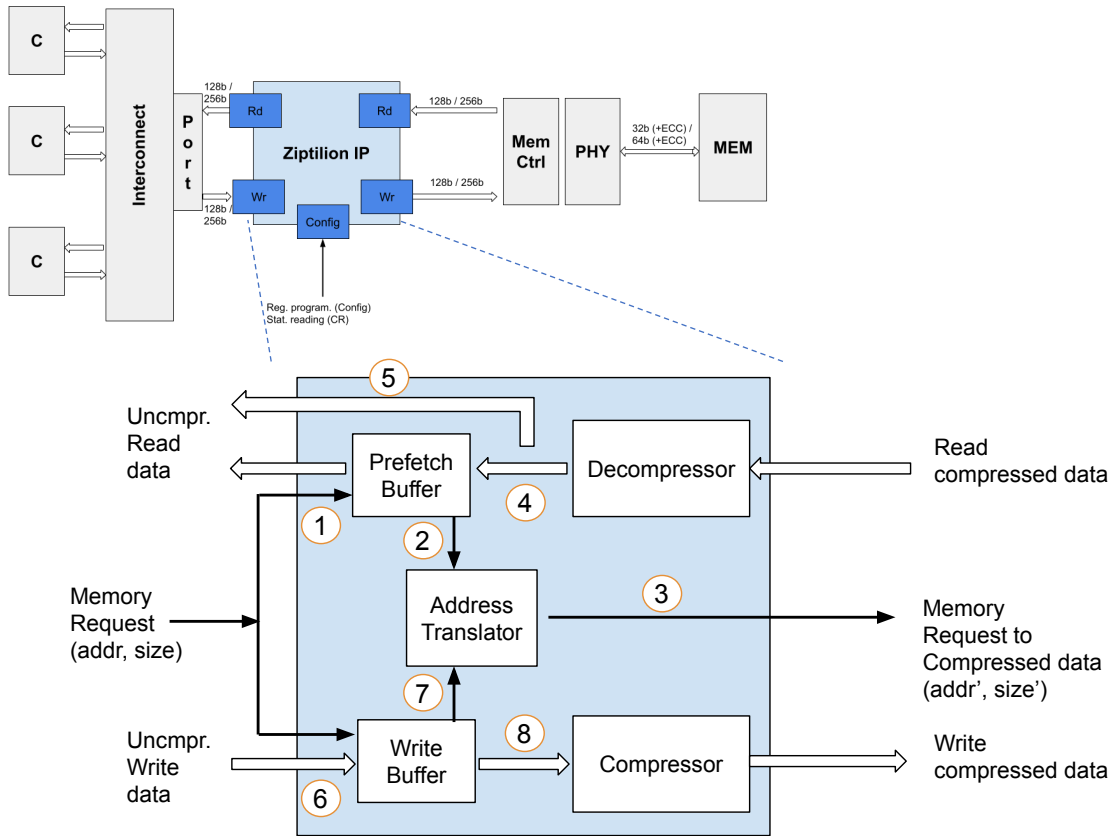 C
C
C
Interconnect
Port
128b /
256b
128b /
256b
Rd
Rd
Ziptilion IP
Wr
Wr
Config
128b / 256b
128b / 256b
Mem
Ctrl
PHY
32b (+ECC) /
64b (+ECC)
MEM
Reg. program. (Config)
Stat. reading (CR)
5
Uncmpr.
Read
data
Prefetch
Buffer
Decompressor
Read
compressed data
1
4
2
Memory
Request
(addr, size)
Address
Translator
3
Memory
Request to
Compressed data
(addr’, size’)
7
Uncmpr.
Write
data
6
Write
Buffer
8
Compressor
Write
compressed data